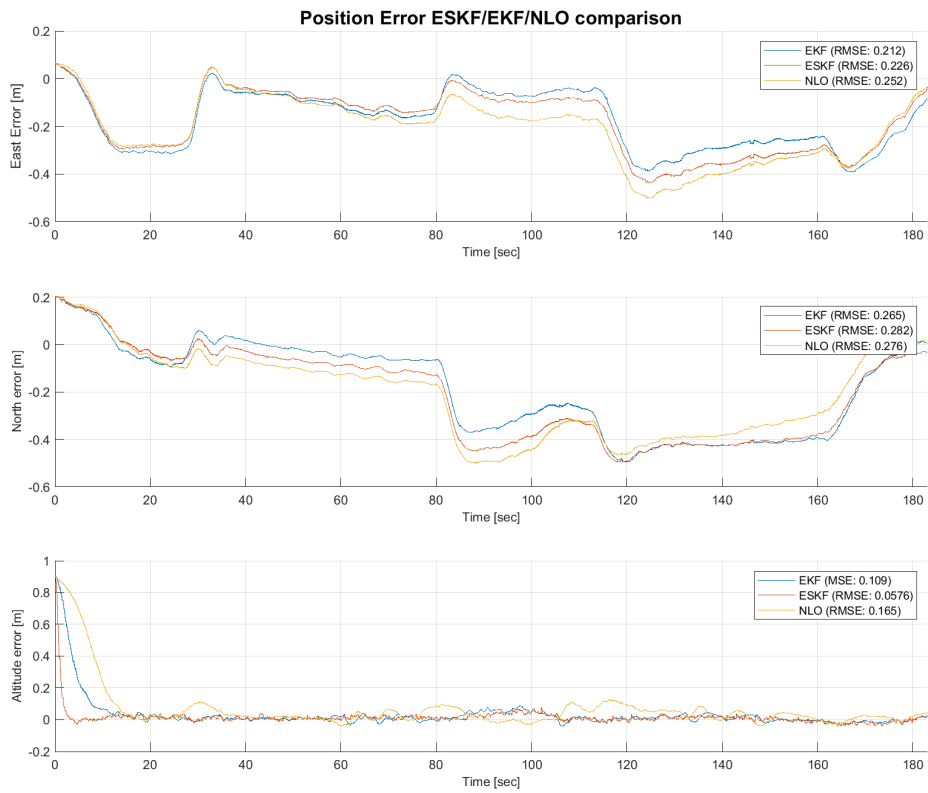 Position Error ESKF/EKF/NLO comparison
0.2
0
-0.2
-0.4
-0.6
East Error [m]
EKF (RMSE: 0.212)
ESKF (RMSE: 0.226)
NLO (RMSE: 0.252)
0 20 40 60 80 100 120 140 160 180
Time [sec]
0.2
0
-0.2
-0.4
-0.6
North error [m]
EKF (RMSE: 0.265)
ESKF (RMSE: 0.282)
NLO (RMSE: 0.276)
0 20 40 60 80 100 120 140 160 180
Time [sec]
1
0.8
0.6
0.4
0.2
0
-0.2
Altitude error [m]
EKF (MSE: 0.109)
ESKF (RMSE: 0.0576)
NLO (RMSE: 0.165)
0 20 40 60 80 100 120 140 160 180
Time [sec]